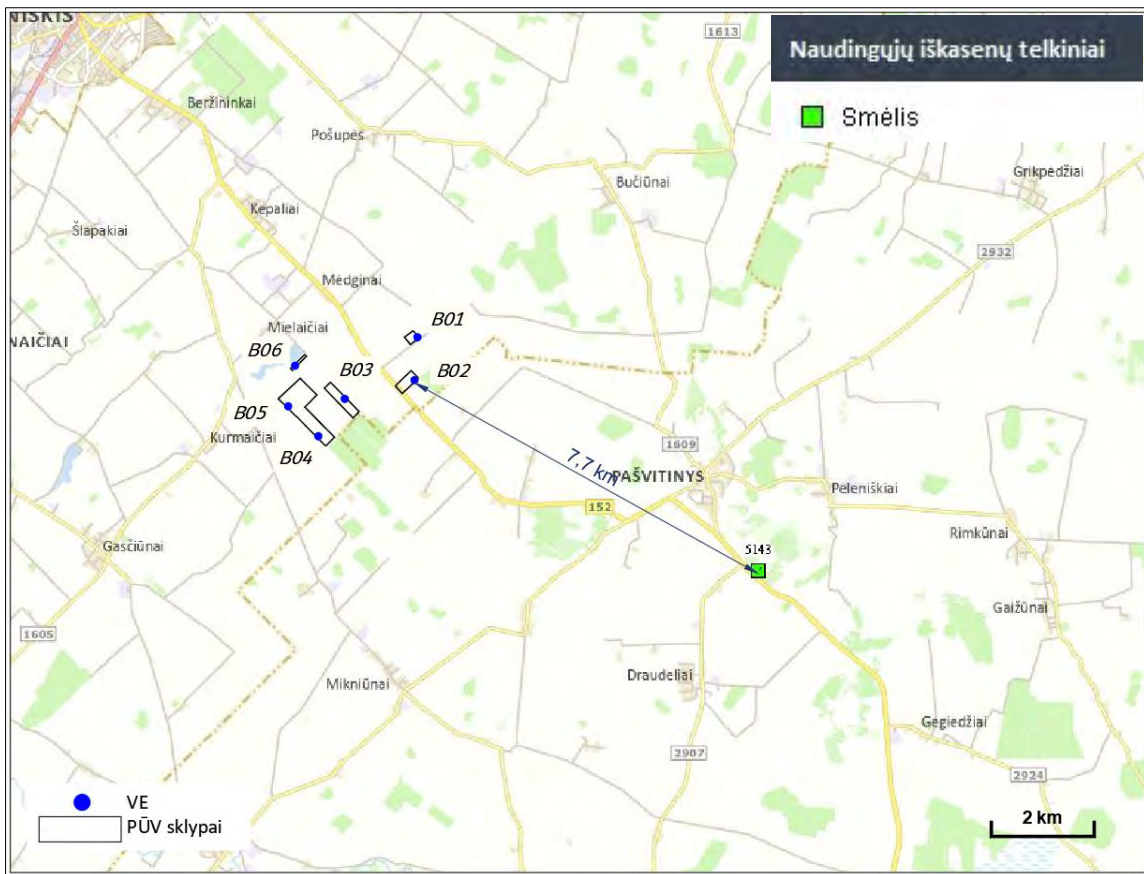 NIŠKIS
1613
Naudingųjų iškasenų telkiniai
Smėlis
Beržininkai
Pošupės
Bučiūnai
Grikpėdžiai
Kepaliai
Šlapakiai
2932
Mėdginai
Mielaičiai
B01
NAIČIAI
B06
B03
B02
B05
Kurmaičiai
B04
1609
7,7 km
PAŠVITINYS
Peleniškiai
152
Rimkūnai
Gasčiūnai
5143
Gaižūnai
1605
Mikniūnai
Draudeliai
Gegiedžiai
2907
2924
VE
PŪV sklypai
2 km